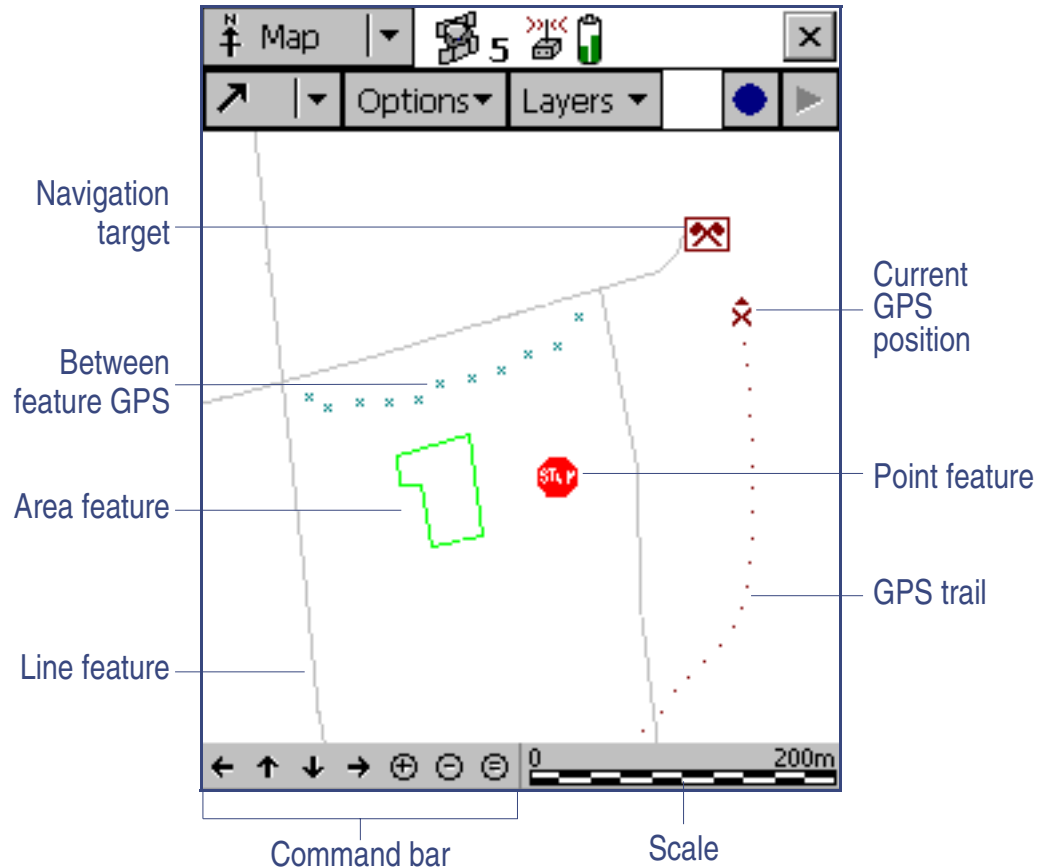 N
Map
5
Options
Layers
Navigation
target
Current
GPS
position
Between
feature GPS
STOP
Point feature
Area feature
GPS trail
Line feature
0
200m
Command bar
Scale